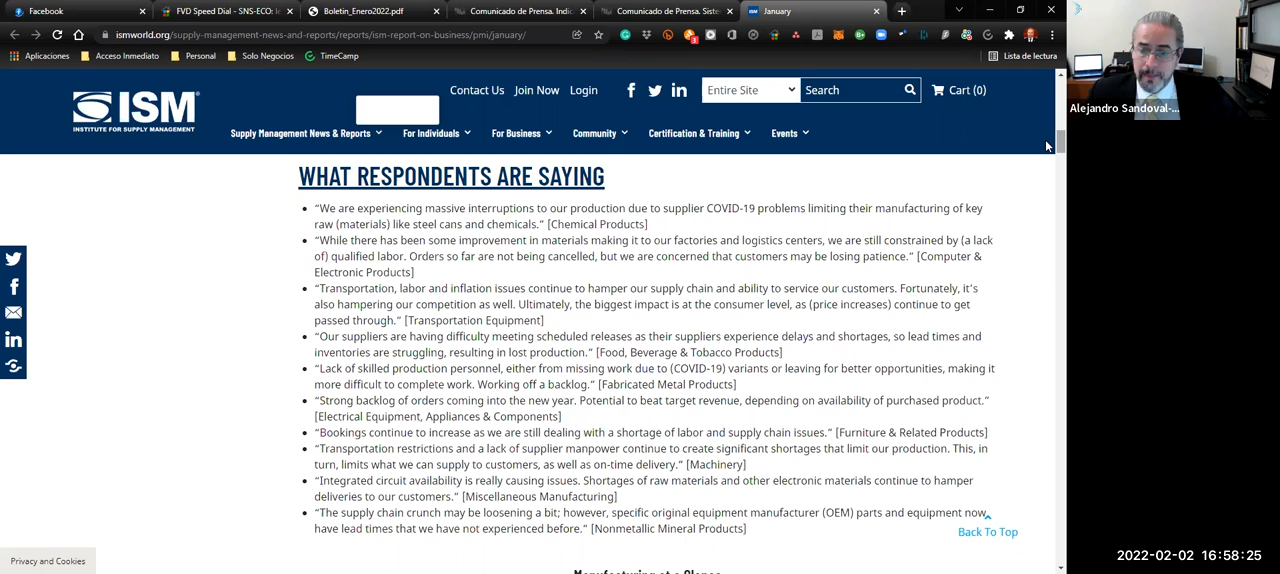 Facebook
FVD Speed Dial - SNS-ECO: le
Boletin_Enero2022.pdf
Comunicado de Prensa. Indic
Comunicado de Prensa. Siste
January
ismworld.org/supply-management-news-and-reports/reports/ism-report-on-business/pmi/january/
Aplicaciones
Acceso Inmediato
Personal
Solo Negocios
TimeCamp
Lista de lectura
ISM
INSTITUTE FOR SUPPLY MANAGEMENT
Contact Us
Join Now
Login
Entire Site
Search
Cart (0)
Supply Management News & Reports
For Individuals
For Business
Community
Certification & Training
Events
WHAT RESPONDENTS ARE SAYING
• “We are experiencing massive interruptions to our production due to supplier COVID-19 problems limiting their manufacturing of key
raw (materials) like steel cans and chemicals.” [Chemical Products]
• “While there has been some improvement in materials making it to our factories and logistics centers, we are still constrained by (a lack
of) qualified labor. Orders so far are not being cancelled, but we are concerned that customers may be losing patience.” [Computer &
Electronic Products]
• “Transportation, labor and inflation issues continue to hamper our supply chain and ability to service our customers. Fortunately, it’s
also hampering our competition as well. Ultimately, the biggest impact is at the consumer level, as (price increases) continue to get
passed through.” [Transportation Equipment]
• “Our suppliers are having difficulty meeting scheduled releases as their suppliers experience delays and shortages, so lead times and
inventories are struggling, resulting in lost production.” [Food, Beverage & Tobacco Products]
• “Lack of skilled production personnel, either from missing work due to (COVID-19) variants or leaving for better opportunities, making it
more difficult to complete work. Working off a backlog.” [Fabricated Metal Products]
• “Strong backlog of orders coming into the new year. Potential to beat target revenue, depending on availability of purchased product.”
[Electrical Equipment, Appliances & Components]
• “Bookings continue to increase as we are still dealing with a shortage of labor and supply chain issues.” [Furniture & Related Products]
• “Transportation restrictions and a lack of supplier manpower continue to create significant shortages that limit our production. This, in
turn, limits what we can supply to customers, as well as on-time delivery.” [Machinery]
• “Integrated circuit availability is really causing issues. Shortages of raw materials and other electronic materials continue to hamper
deliveries to our customers.” [Miscellaneous Manufacturing]
• “The supply chain crunch may be loosening a bit; however, specific original equipment manufacturer (OEM) parts and equipment now
have lead times that we have not experienced before.” [Nonmetallic Mineral Products]
Back To Top
Privacy and Cookies
Alejandro Sandoval-...
2022-02-02 16:58:25